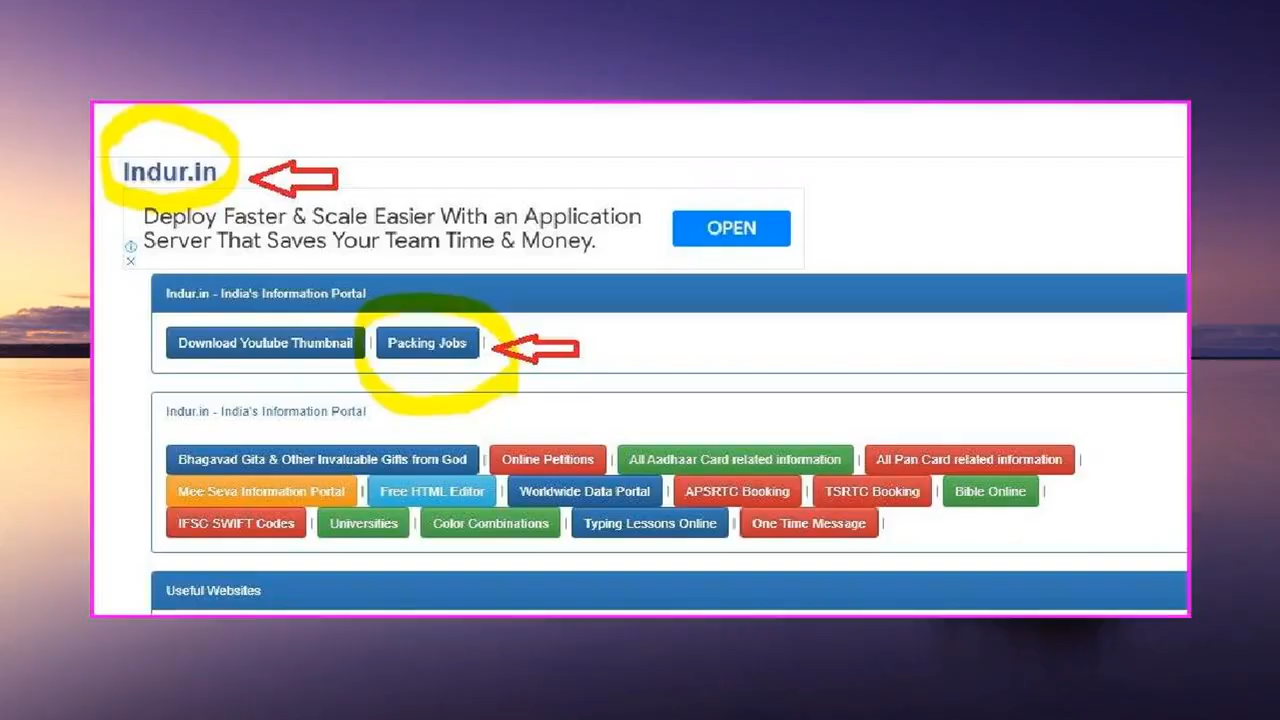 Indur.in
Deploy Faster & Scale Easier With an Application
Server That Saves Your Team Time & Money.
OPEN
Indur.in - India's Information Portal
Download Youtube Thumbnail | Packing Jobs |
Indur.in - India's Information Portal
Bhagavad Gita & Other Invaluable Gifts from God | Online Petitions | All Aadhaar Card related information | All Pan Card related information |
Mee Seva Information Portal | Free HTML Editor | Worldwide Data Portal | APSRTC Booking | TSRTC Booking | Bible Online |
IFSC SWIFT Codes | Universities | Color Combinations | Typing Lessons Online | One Time Message |
Useful Websites